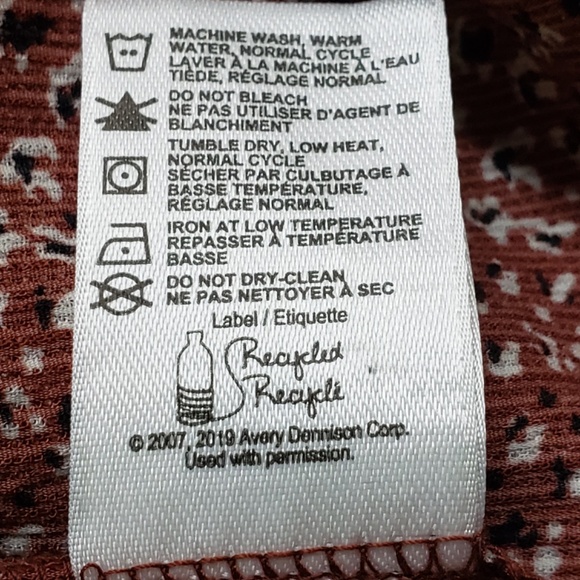 MACHINE WASH, WARM
WATER, NORMAL CYCLE
LAVER À LA MACHINE À L'EAU
TIÈDE, RÉGLAGE NORMAL
DO NOT BLEACH
NE PAS UTILISER D'AGENT DE
BLANCHIMENT
TUMBLE DRY, LOW HEAT,
NORMAL CYCLE
SÉCHER PAR CULBUTAGE À
BASSE TEMPÉRATURE,
RÉGLAGE NORMAL
IRON AT LOW TEMPERATURE
REPASSER À TEMPÉRATURE
BASSE
DO NOT DRY-CLEAN
NE PAS NETTOYER À SEC
Label / Etiquette
Recycled
Recyclé
© 2007, 2019 Avery Dennison Corp.
Used with permission.